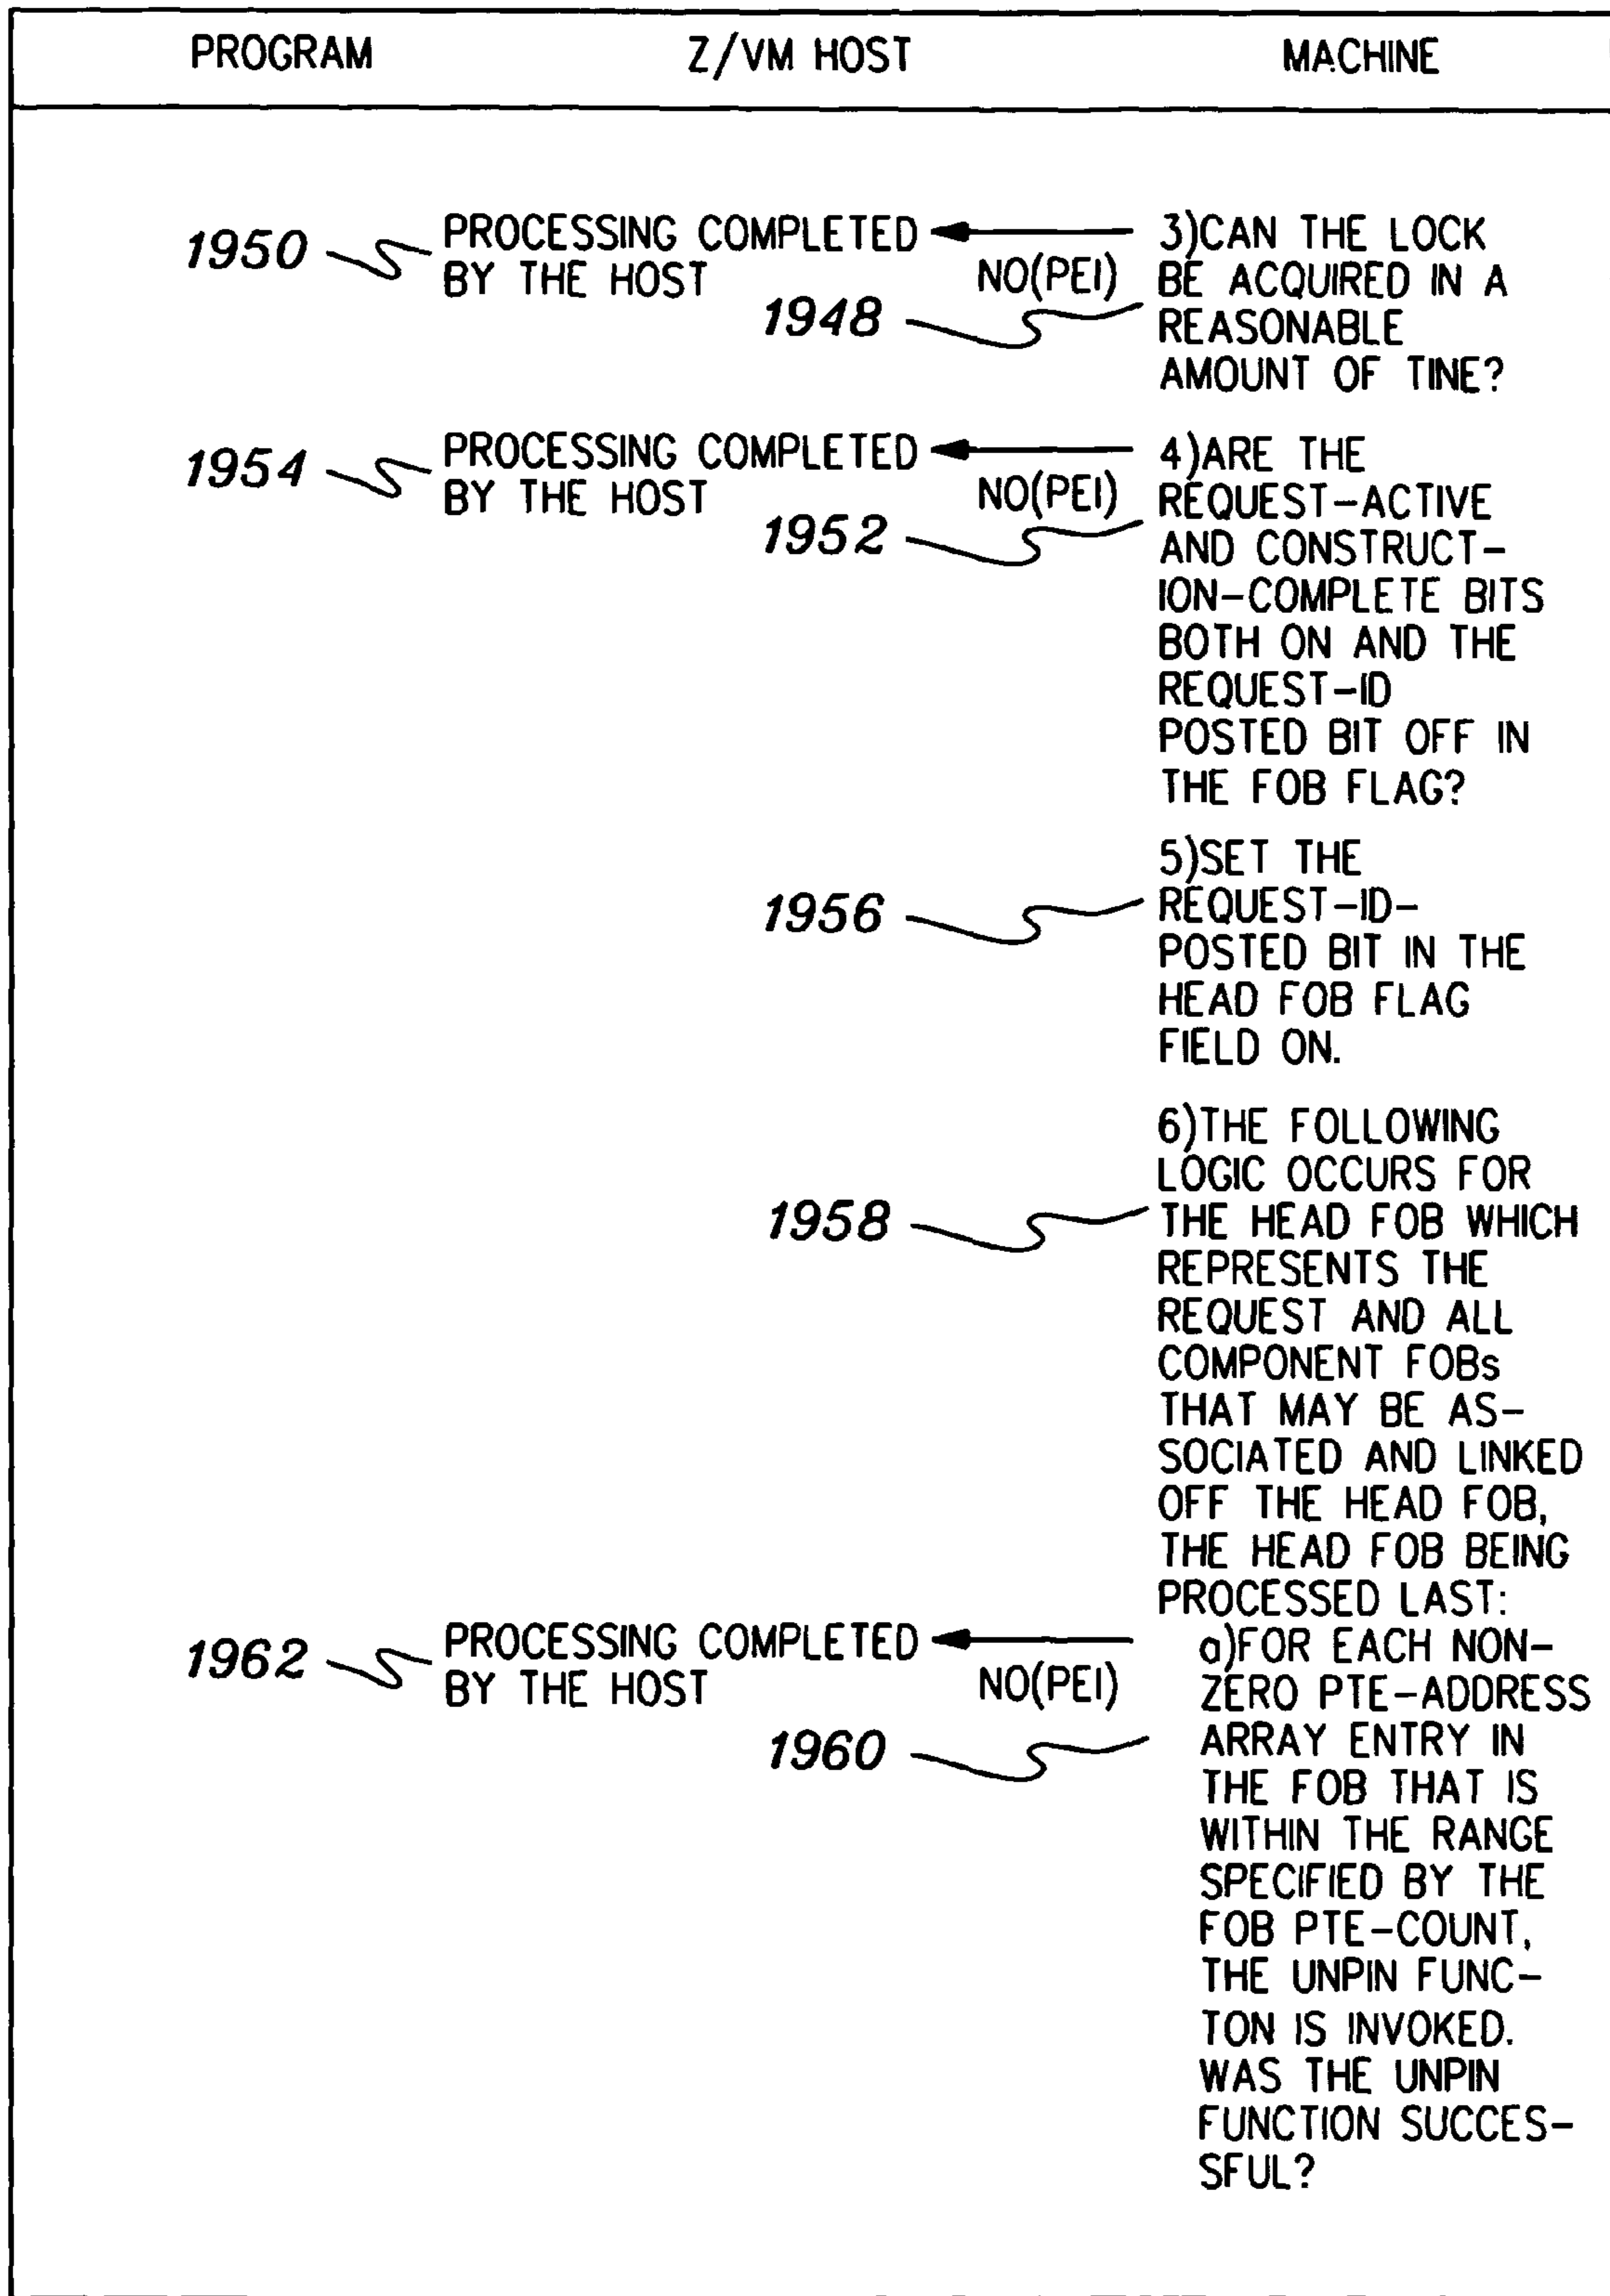 PROGRAM Z/VM HOST MACHINE
1950 PROCESSING COMPLETED 3)CAN THE LOCK
BY THE HOST NO(PEI) BE ACQUIRED IN A
1948 REASONABLE
AMOUNT OF TINE?
1954 PROCESSING COMPLETED 4)ARE THE
BY THE HOST NO(PEI) REQUEST-ACTIVE
1952 AND CONSTRUCT-
ION-COMPLETE BITS
BOTH ON AND THE
REQUEST-ID
POSTED BIT OFF IN
THE FOB FLAG?
5)SET THE
1956 REQUEST-ID-
POSTED BIT IN THE
HEAD FOB FLAG
FIELD ON.
6)THE FOLLOWING
LOGIC OCCURS FOR
1958 THE HEAD FOB WHICH
REPRESENTS THE
REQUEST AND ALL
COMPONENT FOBs
THAT MAY BE AS-
SOCIATED AND LINKED
OFF THE HEAD FOB,
THE HEAD FOB BEING
PROCESSED LAST:
1962 PROCESSING COMPLETED a)FOR EACH NON-
BY THE HOST NO(PEI) ZERO PTE-ADDRESS
1960 ARRAY ENTRY IN
THE FOB THAT IS
WITHIN THE RANGE
SPECIFIED BY THE
FOB PTE-COUNT,
THE UNPIN FUNC-
TON IS INVOKED.
WAS THE UNPIN
FUNCTION SUCCES-
SFUL?